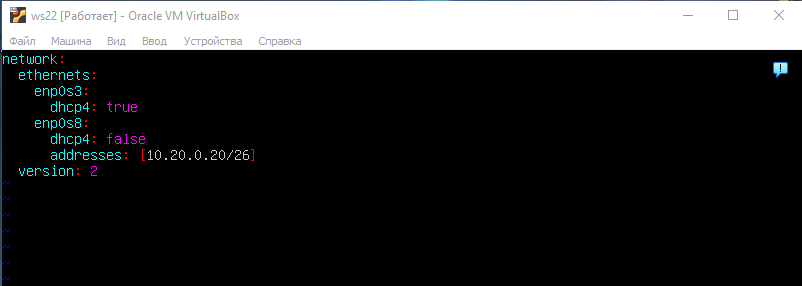 ws22 [Работает] - Oracle VM VirtualBox
Файл Машина Вид Ввод Устройства Справка
network:
  ethernets:
    enp0s3:
      dhcp4: true
    enp0s8:
      dhcp4: false
      addresses: [10.20.0.20/26]
  version: 2
~
~
~
~
~
~
~